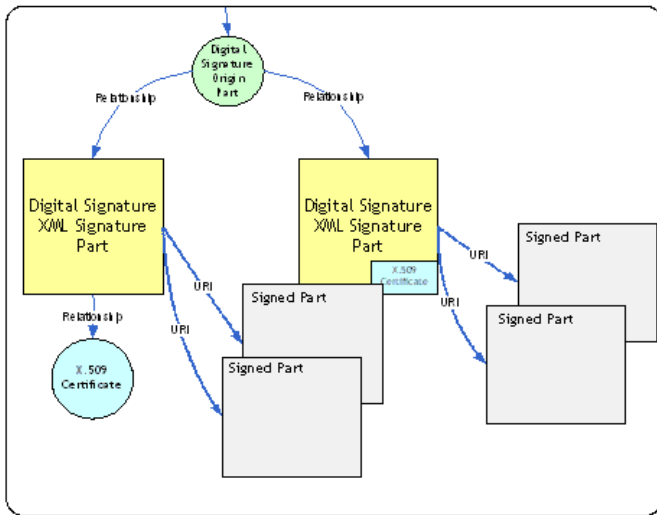 Digital
Signature
Origin
Part
Relationship
Relationship
Digital Signature
XML Signature
Part
Digital Signature
XML Signature
Part
X.509
Certificate
Signed Part
URI
URI
Signed Part
Relationship
URI
URI
Signed Part
Signed Part
X.509
Certificate